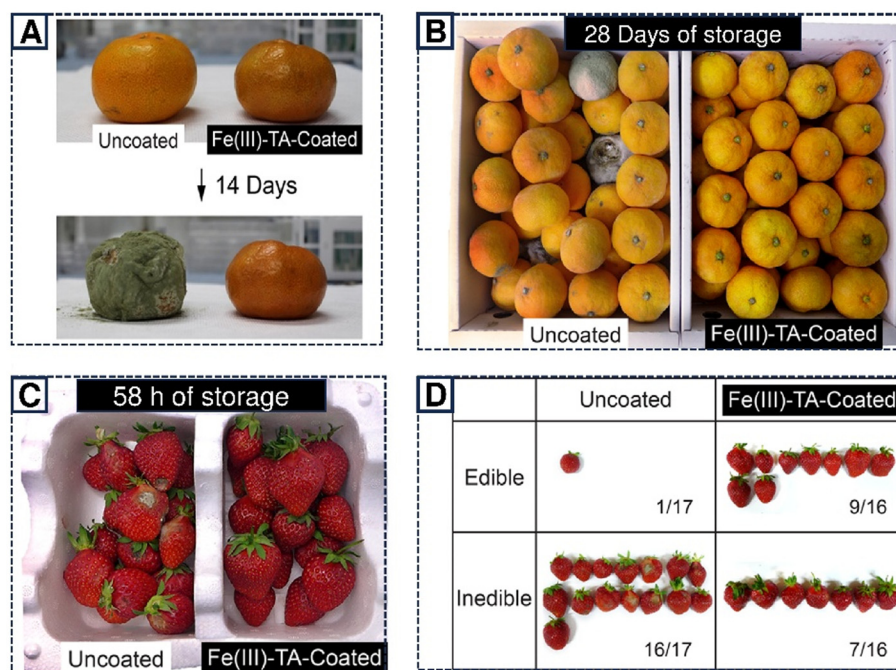 A
Uncoated
Fe(III)-TA-Coated
14 Days
B
28 Days of storage
Uncoated
Fe(III)-TA-Coated
C
58 h of storage
Uncoated
Fe(III)-TA-Coated
D
Uncoated
Fe(III)-TA-Coated
Edible
1/17
9/16
Inedible
16/17
7/16